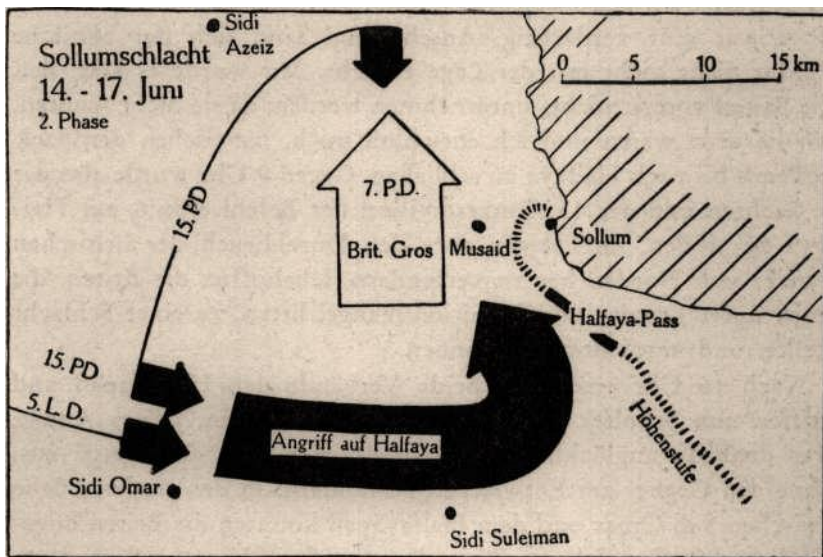 Sidi
Azeiz
Sollumschlacht
14. - 17. Juni
2. Phase
0 5 10 15 km
15. PD
7. P.D.
Brit. Gros
Musaid
Sollum
Halfaya-Pass
15. PD
5. L. D.
Angriff auf Halfaya
Höhenstufe
Sidi Omar
Sidi Suleiman